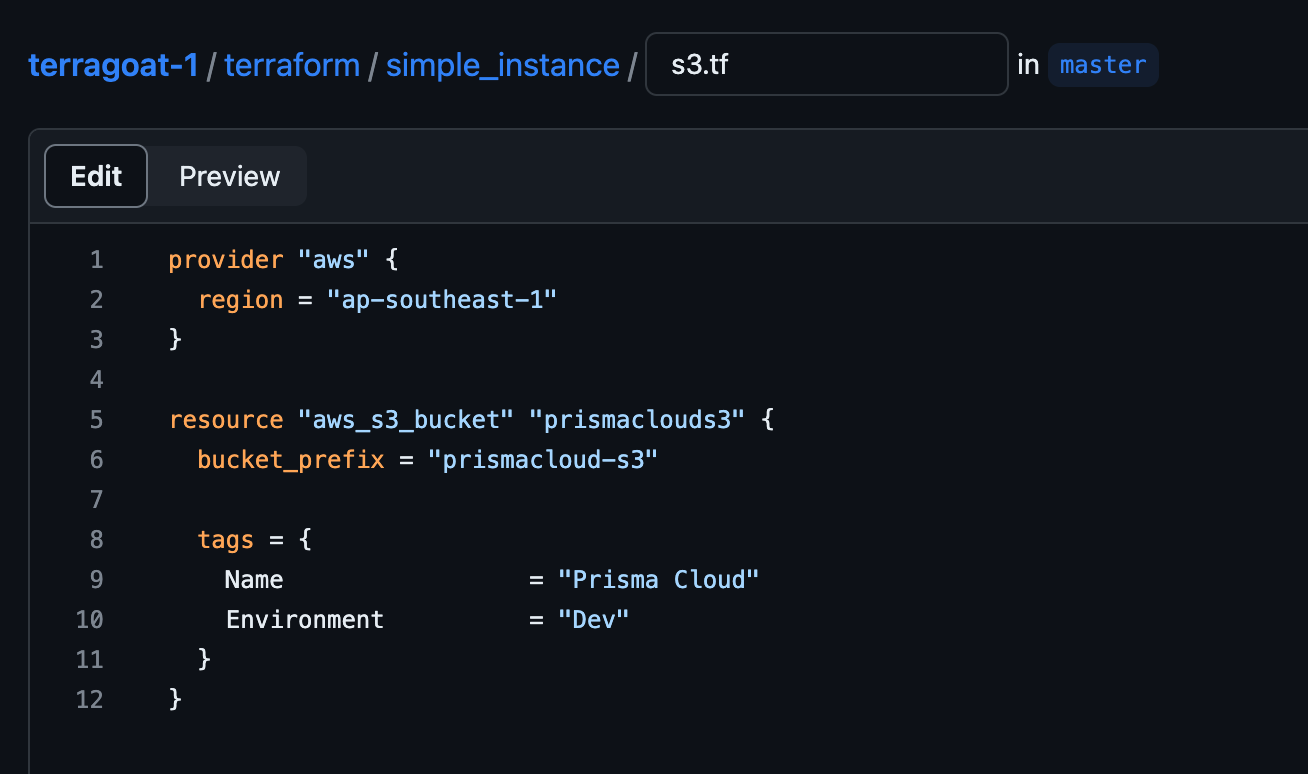 terragoat-1 / terraform / simple_instance / s3.tf in master
Edit Preview
1 provider "aws" {
2   region = "ap-southeast-1"
3 }
4
5 resource "aws_s3_bucket" "prismaclouds3" {
6   bucket_prefix = "prismacloud-s3"
7
8   tags = {
9     Name                 = "Prisma Cloud"
10     Environment          = "Dev"
11   }
12 }